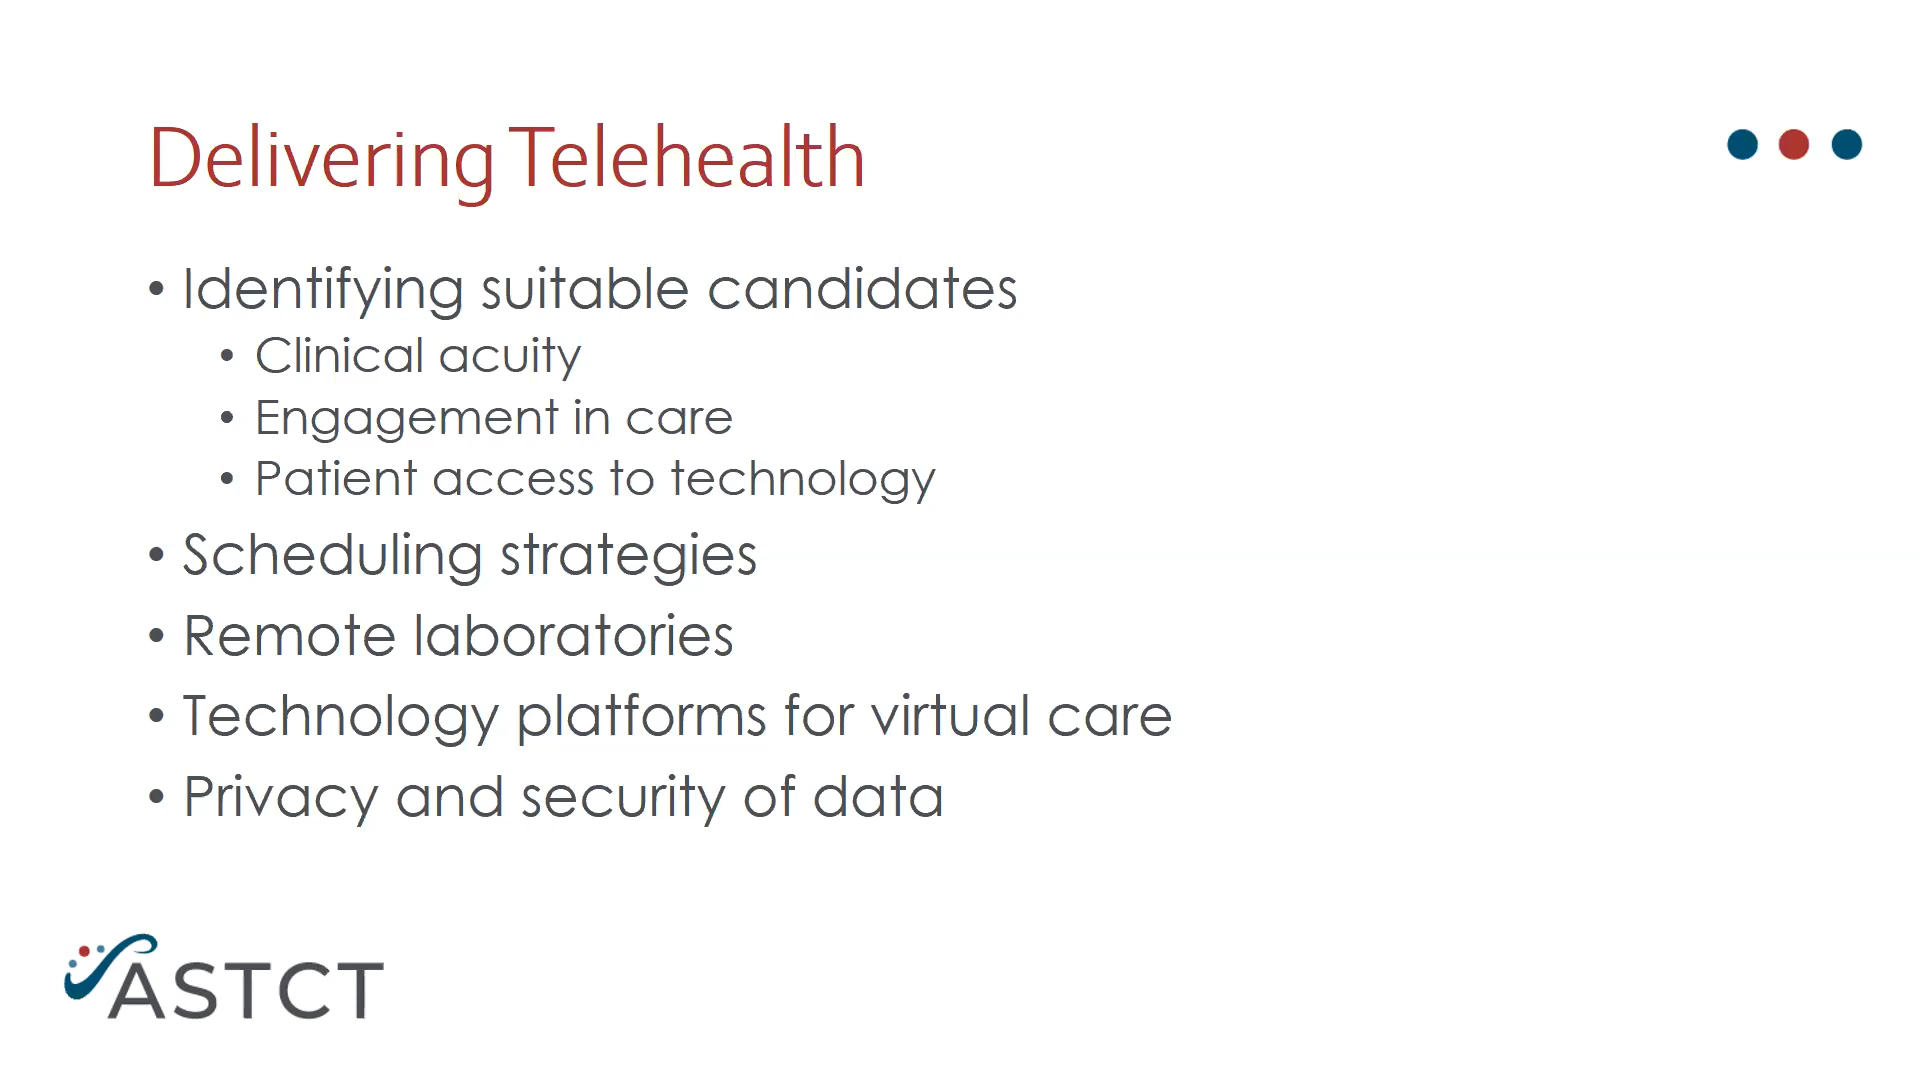 Delivering Telehealth
• Identifying suitable candidates
• Clinical acuity
• Engagement in care
• Patient access to technology
• Scheduling strategies
• Remote laboratories
• Technology platforms for virtual care
• Privacy and security of data
ASTCT